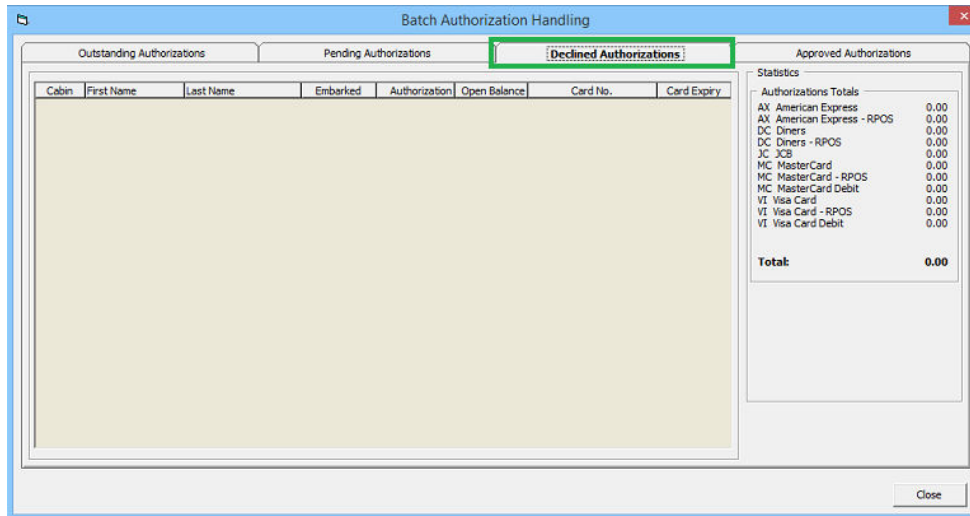 Batch Authorization Handling
Outstanding Authorizations Pending Authorizations Declined Authorizations Approved Authorizations
Statistics
Cabin First Name Last Name Embarked Authorization Open Balance Card No. Card Expiry
Authorizations Totals
AX American Express 0.00
AX American Express - RPOS 0.00
DC Diners 0.00
DC Diners - RPOS 0.00
JC JCB 0.00
MC MasterCard 0.00
MC MasterCard - RPOS 0.00
MC MasterCard Debit 0.00
VI Visa Card 0.00
VI Visa Card - RPOS 0.00
VI Visa Card Debit 0.00
Total: 0.00
Close